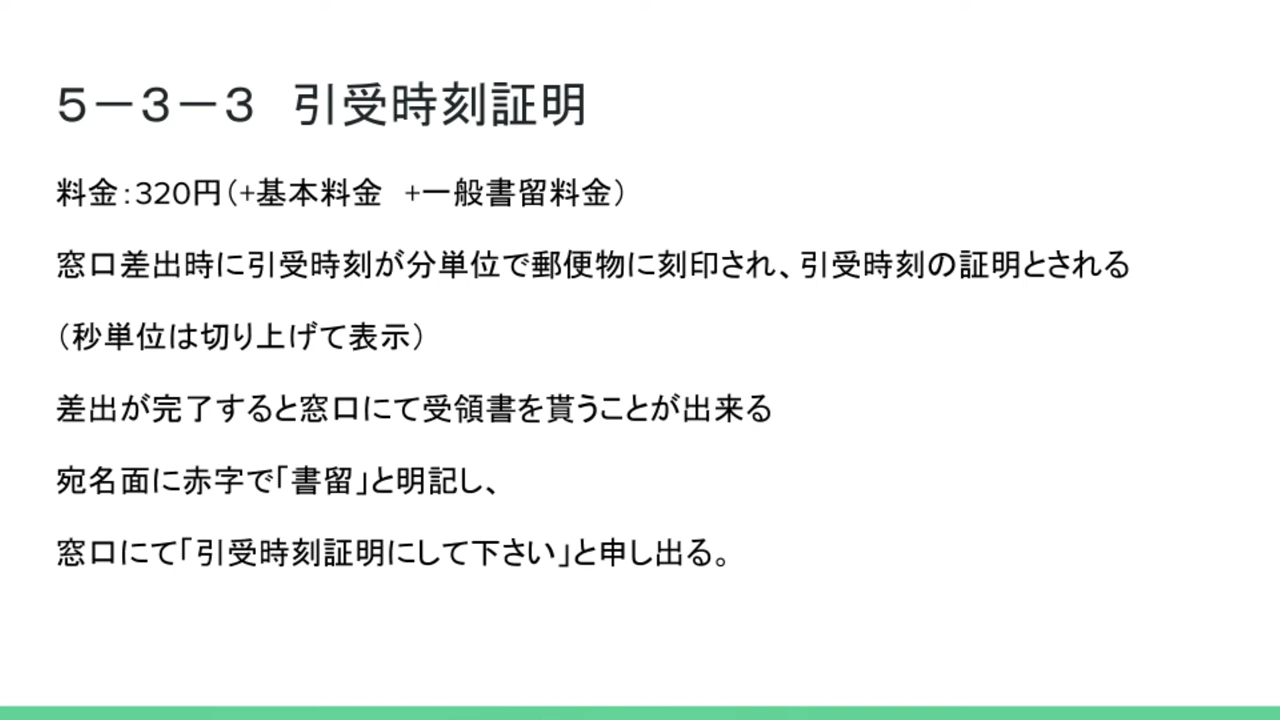 ５－３－３　引受時刻証明
料金：320円（+基本料金　+一般書留料金）
窓口差出時に引受時刻が分単位で郵便物に刻印され、引受時刻の証明とされる
（秒単位は切り上げて表示）
差出が完了すると窓口にて受領書を貰うことが出来る
宛名面に赤字で「書留」と明記し、
窓口にて「引受時刻証明にして下さい」と申し出る。